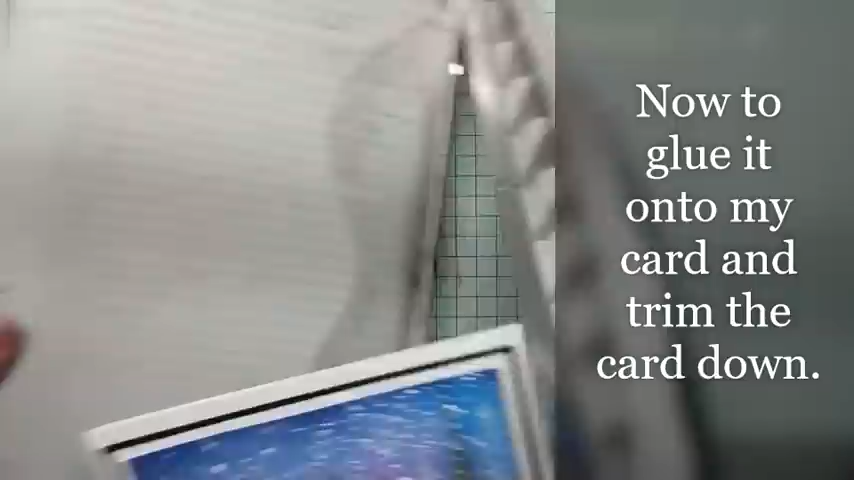 Now to
glue it
onto my
card and
trim the
card down.